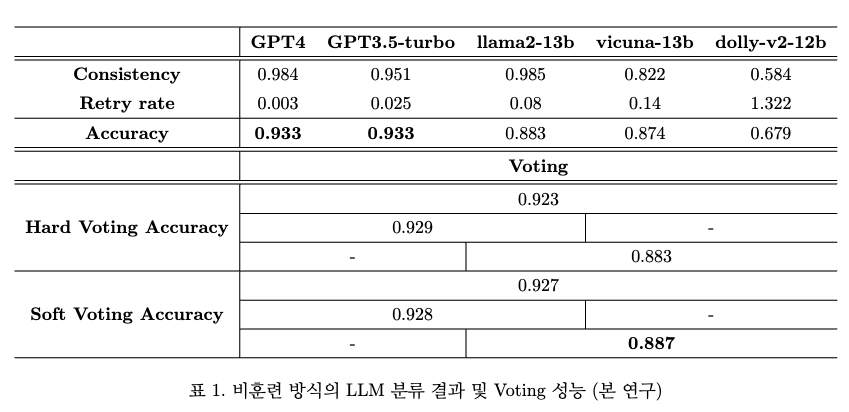 GPT4 GPT3.5-turbo llama2-13b vicuna-13b dolly-v2-12b
Consistency 0.984 0.951 0.985 0.822 0.584
Retry rate 0.003 0.025 0.08 0.14 1.322
Accuracy 0.933 0.933 0.883 0.874 0.679
Voting
Hard Voting Accuracy
0.923
0.929 -
- 0.883
Soft Voting Accuracy
0.927
0.928 -
- 0.887
표 1. 비훈련 방식의 LLM 분류 결과 및 Voting 성능 (본 연구)